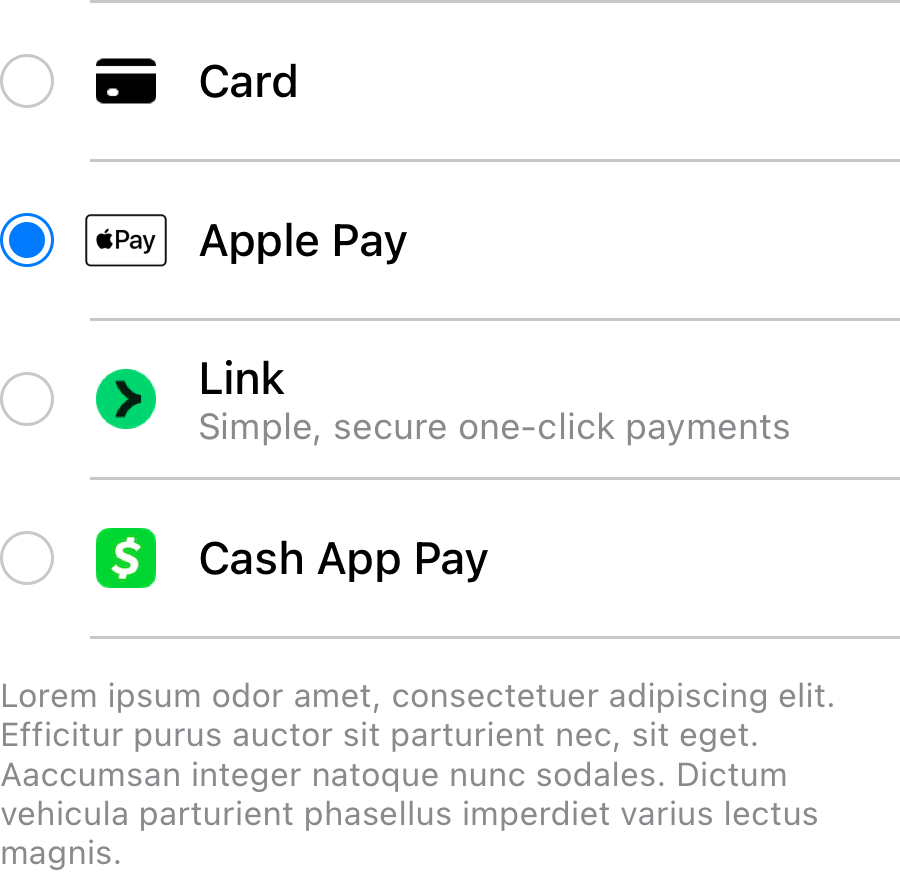 Card
Pay
Apple Pay
Link
Simple, secure one-click payments
$
Cash App Pay
Lorem ipsum odor amet, consectetuer adipiscing elit.
Efficitur purus auctor sit parturient nec, sit eget.
Aaccumsan integer natoque nunc sodales. Dictum
vehicula parturient phasellus imperdiet varius lectus
magnis.